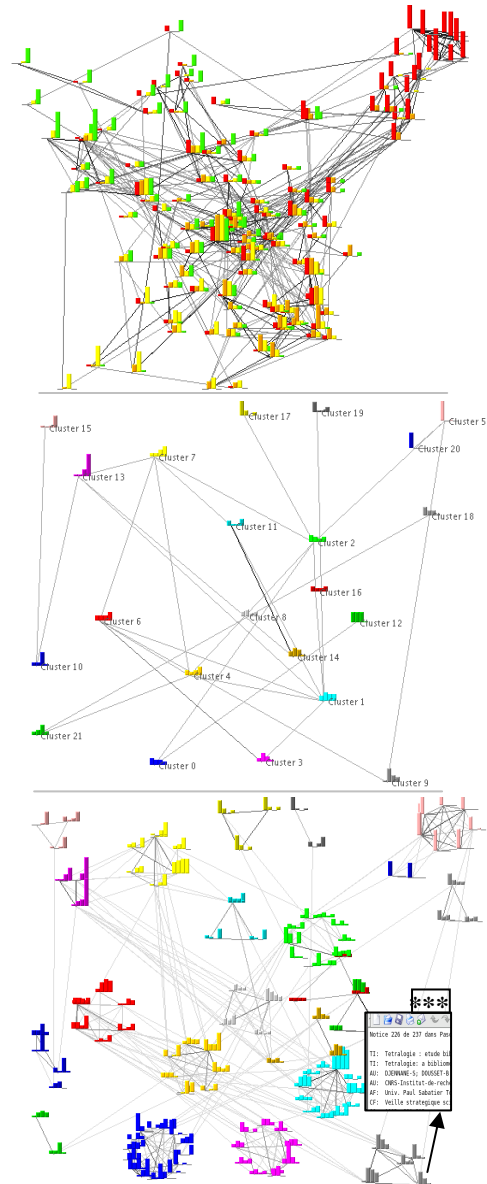 Cluster 17
Cluster 19
Cluster 5
Cluster 15
Cluster 20
Cluster 7
Cluster 13
Cluster 18
Cluster 11
Cluster 2
Cluster 16
Cluster 6
Cluster 8
Cluster 12
Cluster 14
Cluster 10
Cluster 4
Cluster 1
Cluster 21
Cluster 0
Cluster 3
Cluster 9
***
Notice 226 de 237 dans Pas
TI: Tetralogie : etude bi
TI: Tetralogie: a bibliom
AU: DJENNANE-S; DOUSSET-B
AU: CNRS-Institut-de-rech
AF: Univ. Paul Sabatier T
CF: Veille strategique sc